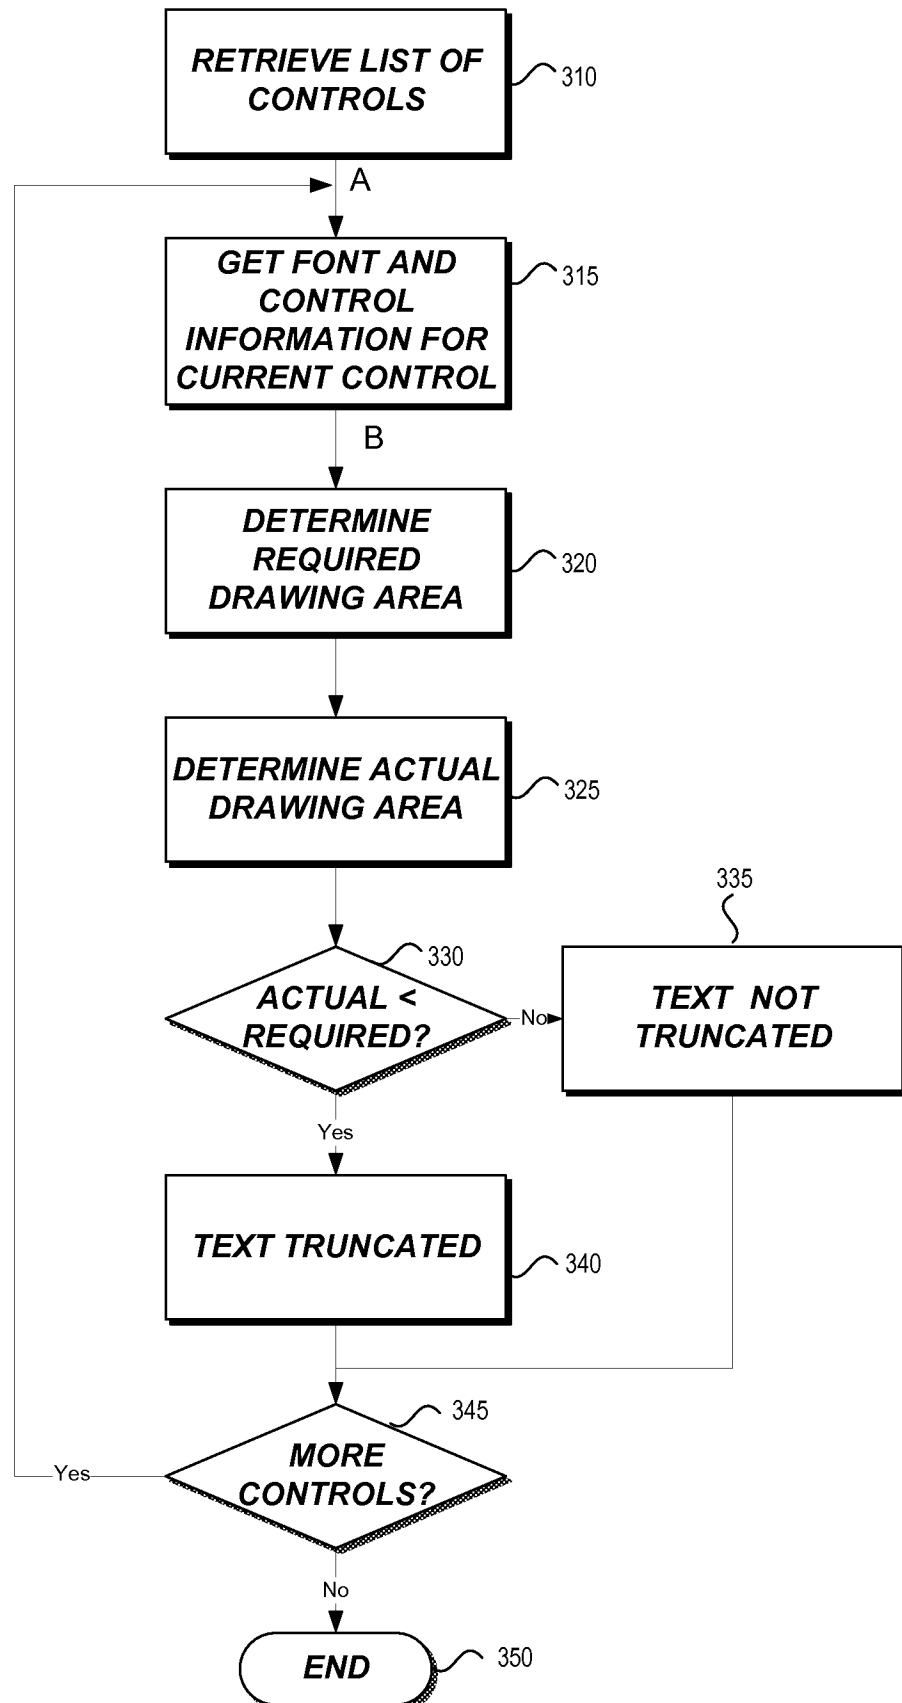 RETRIEVE LIST OF
CONTROLS
310
A
GET FONT AND
CONTROL
INFORMATION FOR
CURRENT CONTROL
315
B
DETERMINE
REQUIRED
DRAWING AREA
320
DETERMINE ACTUAL
DRAWING AREA
325
335
330
ACTUAL <
REQUIRED?
No
TEXT NOT
TRUNCATED
Yes
TEXT TRUNCATED
340
345
MORE
CONTROLS?
Yes
No
END
350